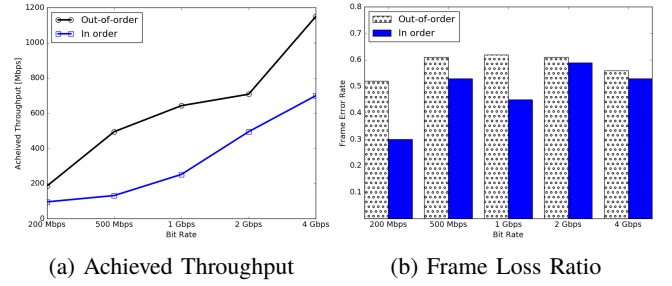 1200
1000
800
600
400
200
0
Acheived Throughput [Mbps]
Out-of-order
In order
200 Mbps 500 Mbps 1 Gbps 2 Gbps 4 Gbps
Bit Rate
(a) Achieved Throughput
0.8
0.7
0.6
0.5
0.4
0.3
0.2
0.1
Frame Error Rate
Out-of-order
In order
200 Mbps 500 Mbps 1 Gbps 2 Gbps 4 Gbps
Bit Rate
(b) Frame Loss Ratio